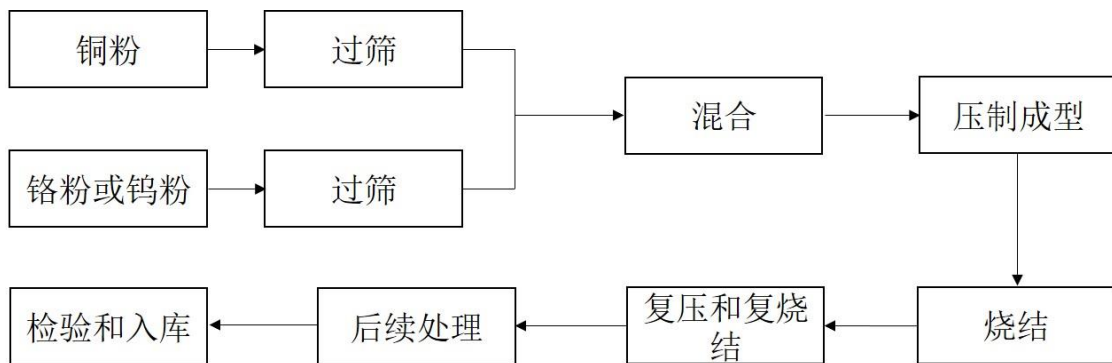 铜粉
过筛
混合
压制成型
铬粉或钨粉
过筛
检验和入库
后续处理
复压和复烧
结
烧结